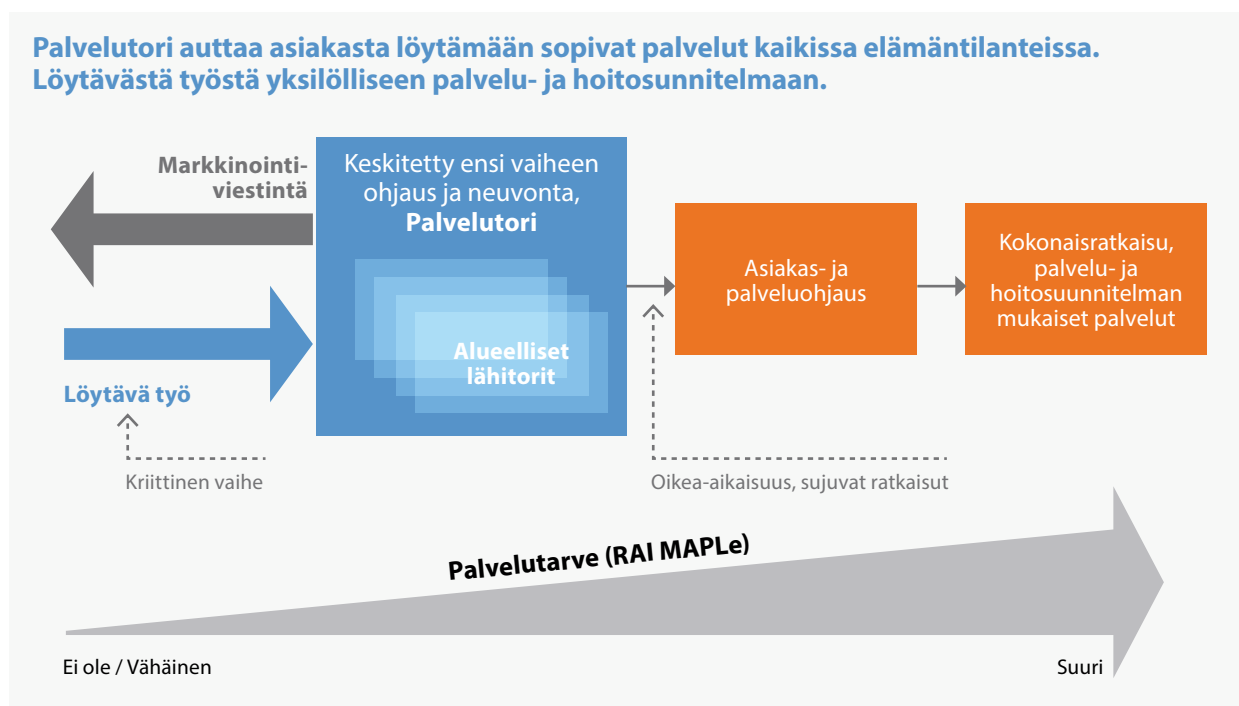 Palvelutori auttaa asiakasta löytämään sopivat palvelut kaikissa elämäntilanteissa.
Löytävästä työstä yksilölliseen palvelu- ja hoitosunnitelmaan.
Markkinointi-
viestintä
Keskitetty ensi vaiheen
ohjaus ja neuvonta,
Palvelutori
Alueelliset
lähitorit
Asiakas- ja
palveluohjaus
Kokonaisratkaisu,
palvelu- ja
hoitosuunnitelman
mukaiset palvelut
Löytävä työ
Kriittinen vaihe
Oikea-aikaisuus, sujuvat ratkaisut
Palvelutarve (RAI MAPLe)
Ei ole / Vähäinen
Suuri